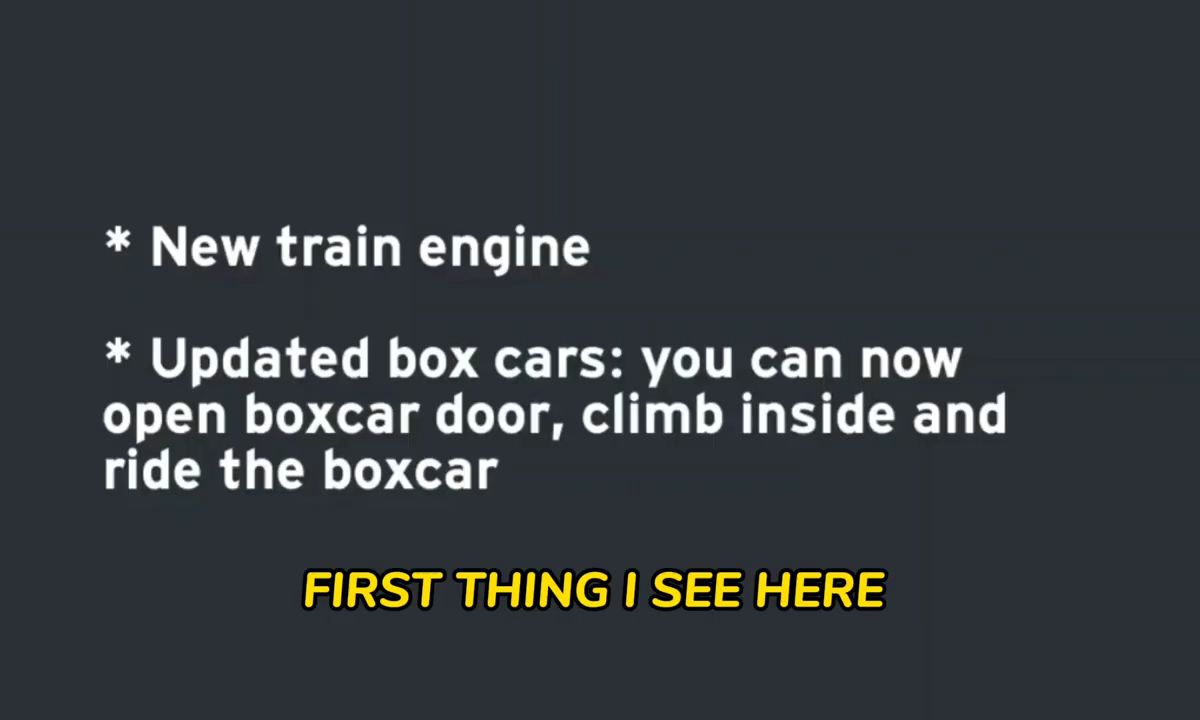 * New train engine
* Updated box cars: you can now
open boxcar door, climb inside and
ride the boxcar
FIRST THING I SEE HERE